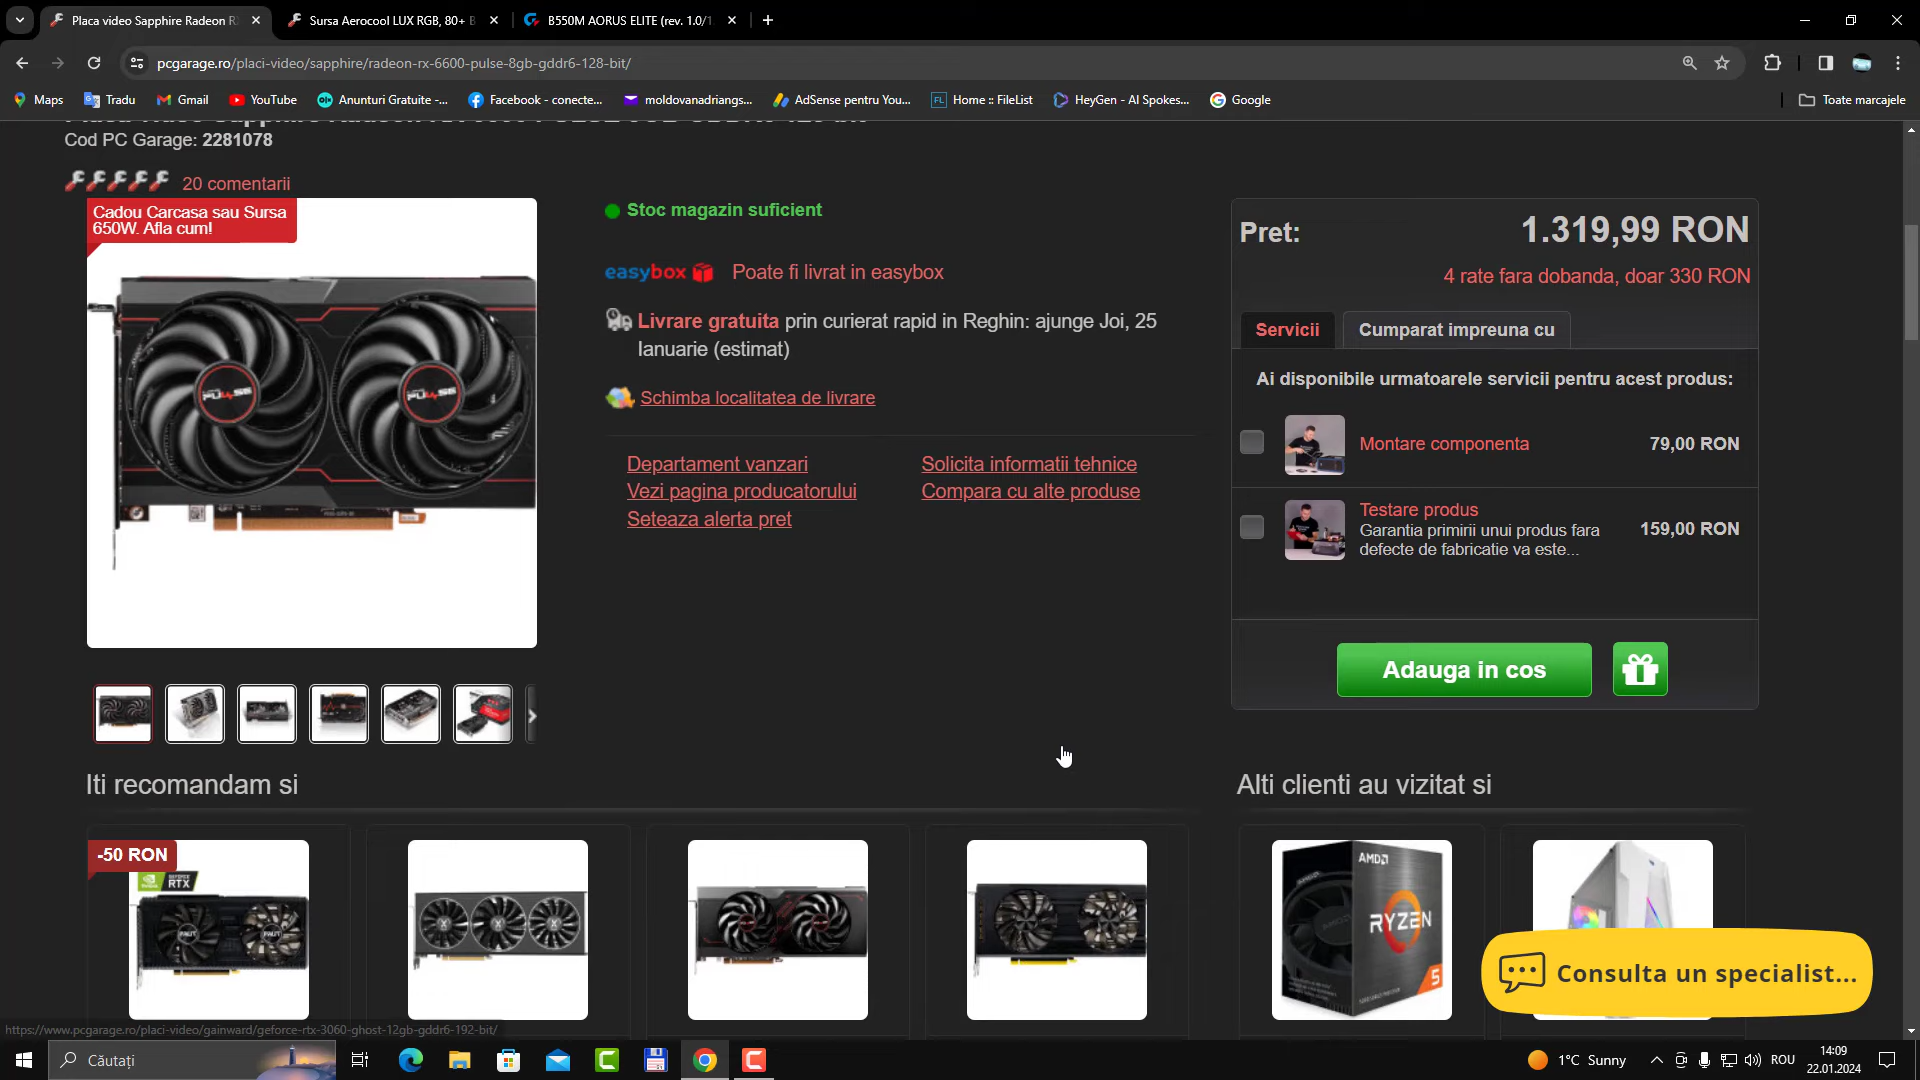 Placa video Sapphire Radeon R
Sursa Aerocool LUX RGB, 80+ B
B550M AORUS ELITE (rev. 1.0/1
pcgarage.ro/placi-video/sapphire/radeon-rx-6600-pulse-8gb-gddr6-128-bit/
Maps
Tradu
Gmail
YouTube
Anunturi Gratuite -...
Facebook - conecte...
moldovanadriangs...
AdSense pentru You...
FL
Home :: FileList
HeyGen - AI Spokes...
Google
Toate marcajele
Cod PC Garage: 2281078
20 comentarii
Cadou Carcasa sau Sursa
650W. Afla cum!
Stoc magazin suficient
easybox
Poate fi livrat in easybox
Livrare gratuita prin curierat rapid in Reghin: ajunge Joi, 25
Ianuarie (estimat)
Schimba localitatea de livrare
Departament vanzari
Solicita informatii tehnice
Vezi pagina producatorului
Compara cu alte produse
Seteaza alerta pret
Pret:
1.319,99 RON
4 rate fara dobanda, doar 330 RON
Servicii
Cumparat impreuna cu
Ai disponibile urmatoarele servicii pentru acest produs:
Montare componenta
79,00 RON
Testare produs
Garantia primirii unui produs fara
defecte de fabricatie va este...
159,00 RON
Adauga in cos
PULSE
PULSE
Iti recomandam si
Alti clienti au vizitat si
-50 RON
RTX
PALIT
PALIT
AMD
RYZEN
5
Consulta un specialist...
https://www.pcgarage.ro/placi-video/gainward/geforce-rtx-3060-ghost-12gb-gddr6-192-bit/
Căutați
1°C Sunny
ROU
14:09
22.01.2024